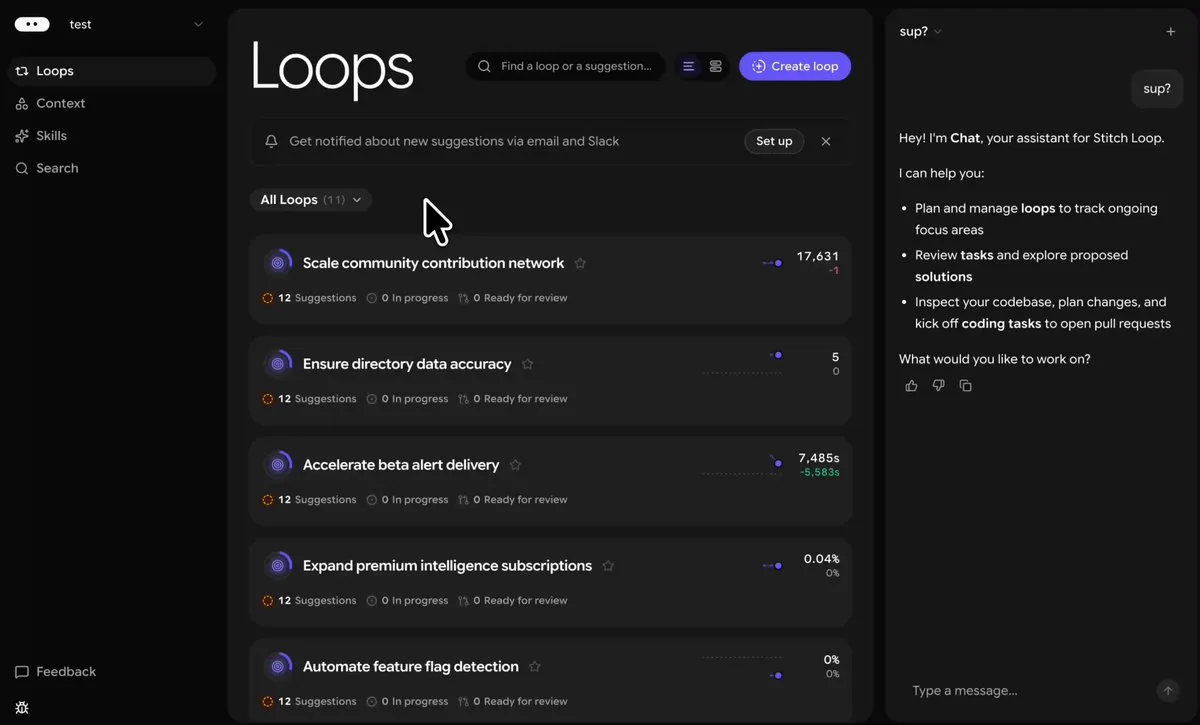 test
Loops
Context
Skills
Search
Feedback
Loops
Find a loop or a suggestion...
Create loop
Get notified about new suggestions via email and Slack
Set up
All Loops (11)
Scale community contribution network
17,631
-1
12 Suggestions 0 In progress 0 Ready for review
Ensure directory data accuracy
5
0
12 Suggestions 0 In progress 0 Ready for review
Accelerate beta alert delivery
7,485s
-5,583s
12 Suggestions 0 In progress 0 Ready for review
Expand premium intelligence subscriptions
0.04%
0%
12 Suggestions 0 In progress 0 Ready for review
Automate feature flag detection
0%
0%
12 Suggestions 0 In progress 0 Ready for review
sup?
sup?
Hey! I'm Chat, your assistant for Stitch Loop.
I can help you:
• Plan and manage loops to track ongoing
focus areas
• Review tasks and explore proposed
solutions
• Inspect your codebase, plan changes, and
kick off coding tasks to open pull requests
What would you like to work on?
Type a message...